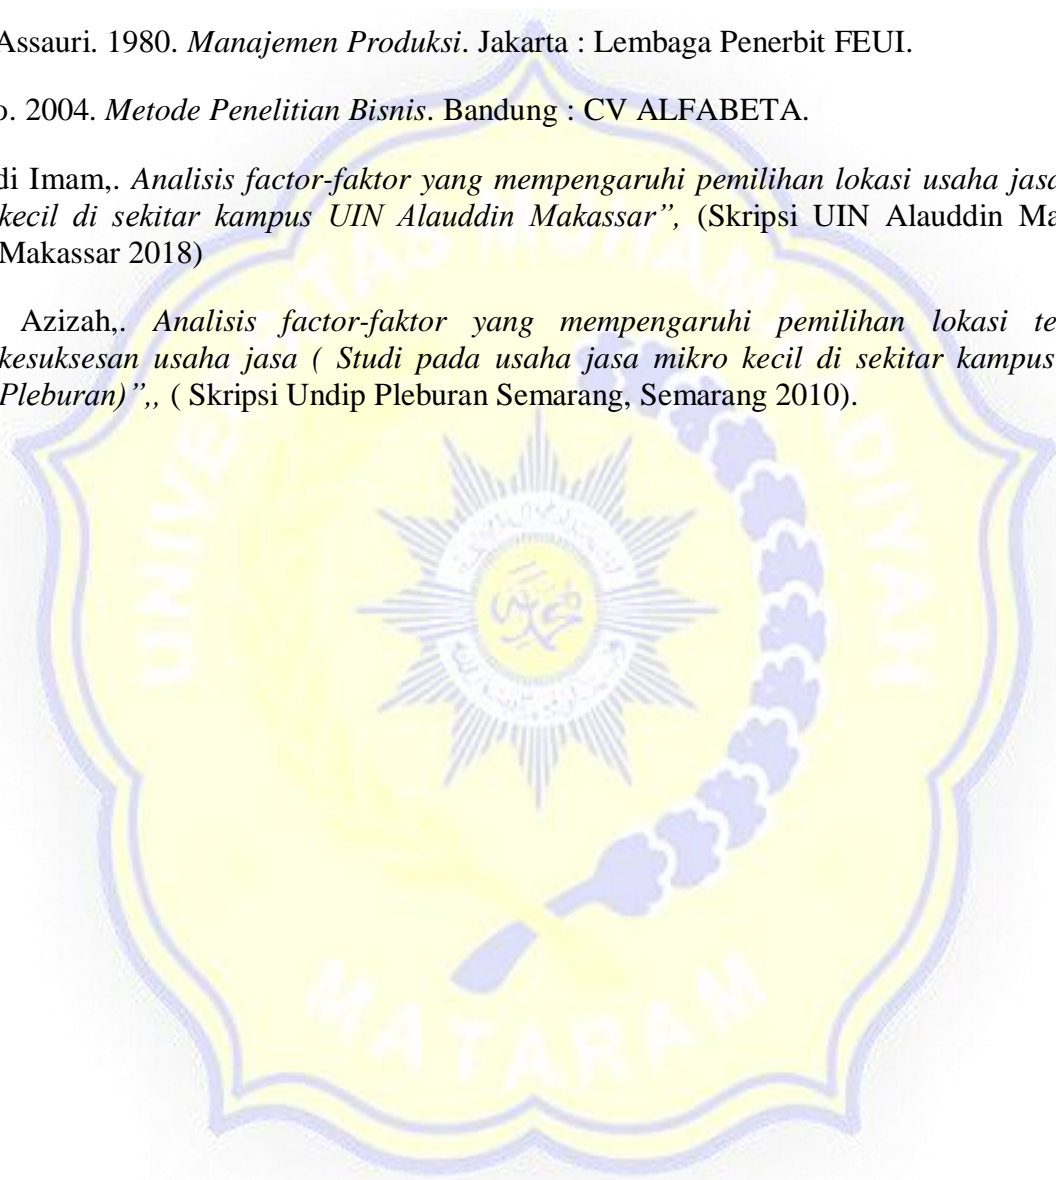 Assauri. 1980. Manajemen Produksi. Jakarta : Lembaga Penerbit FEUI.
o. 2004. Metode Penelitian Bisnis. Bandung : CV ALFABETA.
di Imam,. Analisis factor-faktor yang mempengaruhi pemilihan lokasi usaha jasa
kecil di sekitar kampus UIN Alauddin Makassar”, (Skripsi UIN Alauddin Ma
Makassar 2018)
Azizah,. Analisis factor-faktor yang mempengaruhi pemilihan lokasi te
kesuksesan usaha jasa ( Studi pada usaha jasa mikro kecil di sekitar kampus
Pleburan)”,, ( Skripsi Undip Pleburan Semarang, Semarang 2010).
UNIVERSITAS MUHAMMADIYAH
MATARAM